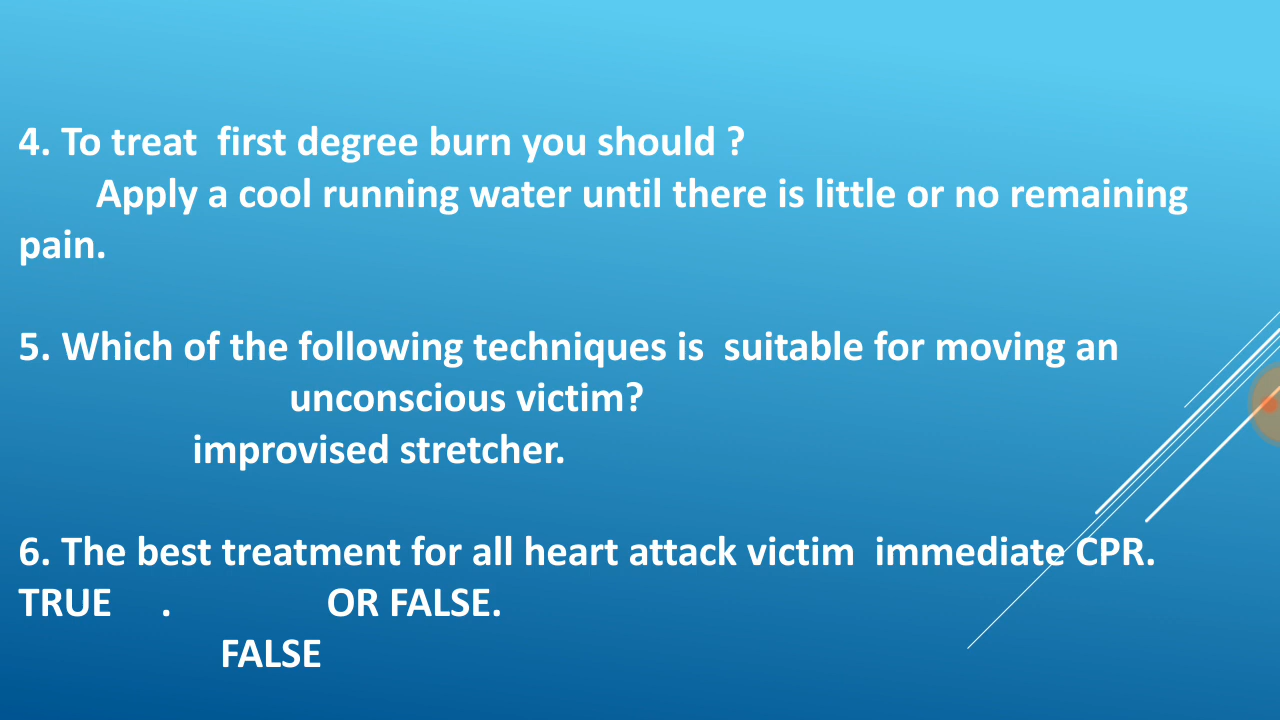 4. To treat  first degree burn you should ?
Apply a cool running water until there is little or no remaining
pain.
5. Which of the following techniques is  suitable for moving an
unconscious victim?
improvised stretcher.
6. The best treatment for all heart attack victim  immediate CPR.
TRUE     .               OR FALSE.
FALSE